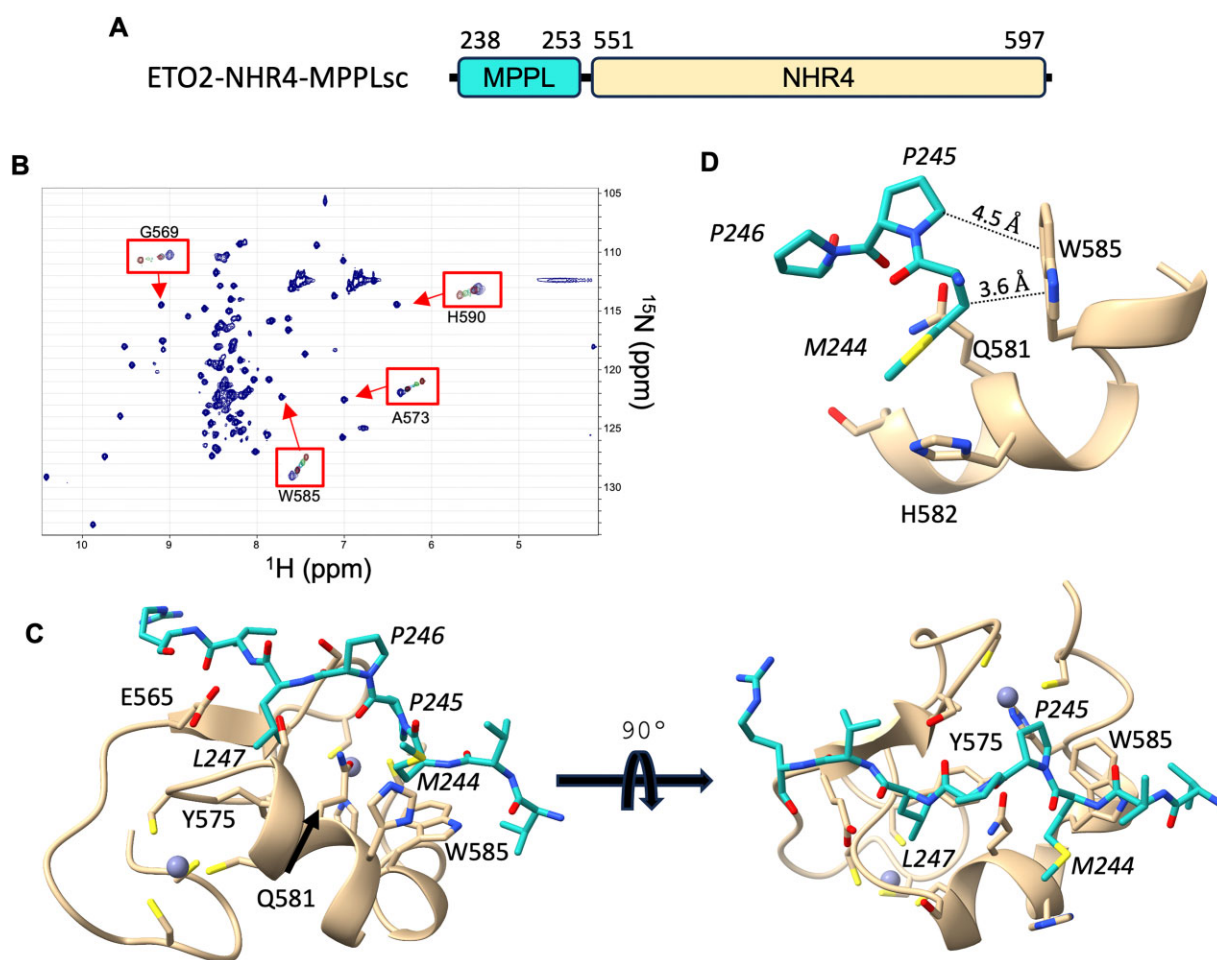 A
238 253 551 597
ETO2-NHR4-MPPLsc MPPL NHR4
B
105
110
115
120
125
130
¹⁵N (ppm)
10 9 8 7 6 5
¹H (ppm)
G569
H590
A573
W585
D
P245
P246
4.5 Å
W585
3.6 Å
M244
Q581
H582
C
P246
E565
P245
L247
M244
Y575
W585
Q581
90°
P245
Y575
W585
L247
M244